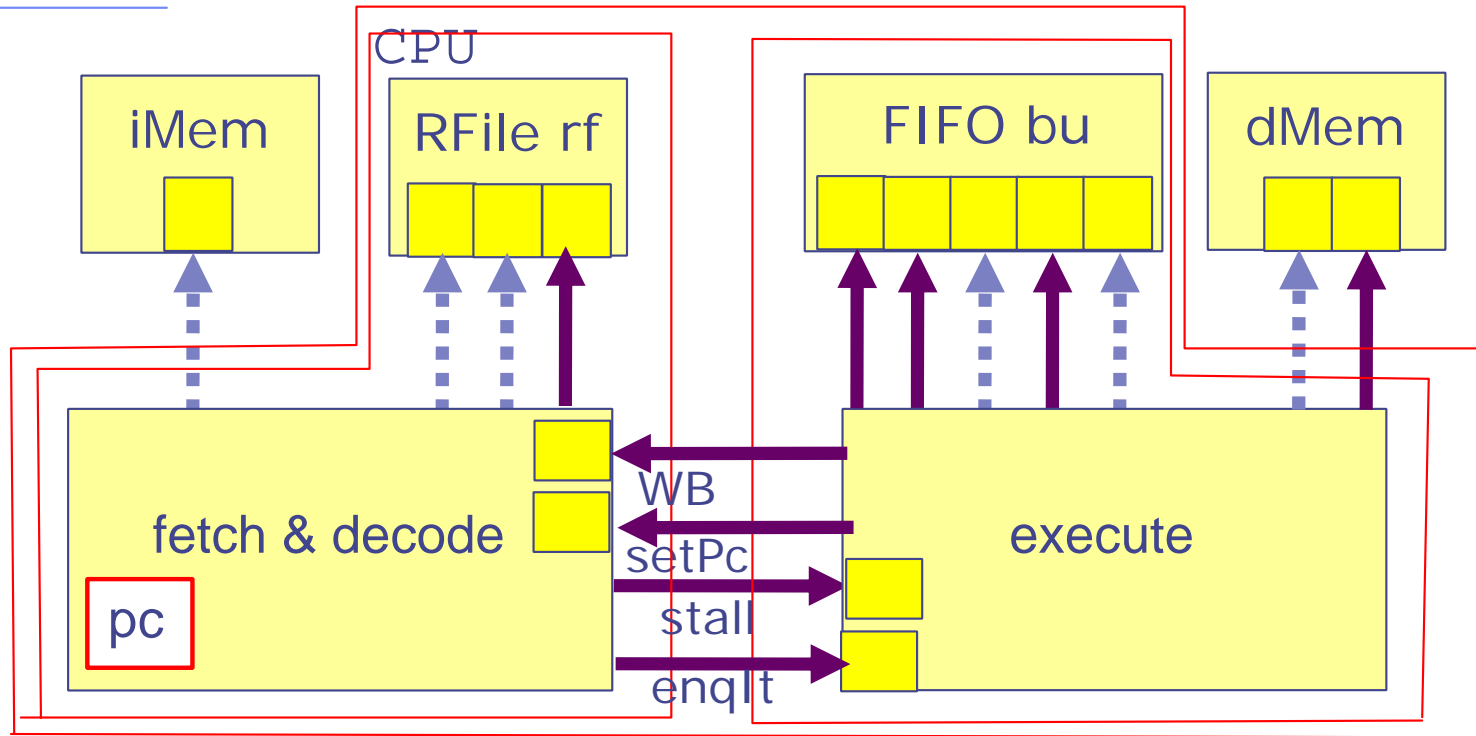 CPU
iMem
RFile rf
FIFO bu
dMem
WB
fetch & decode
execute
setPc
pc
stall
enqIt